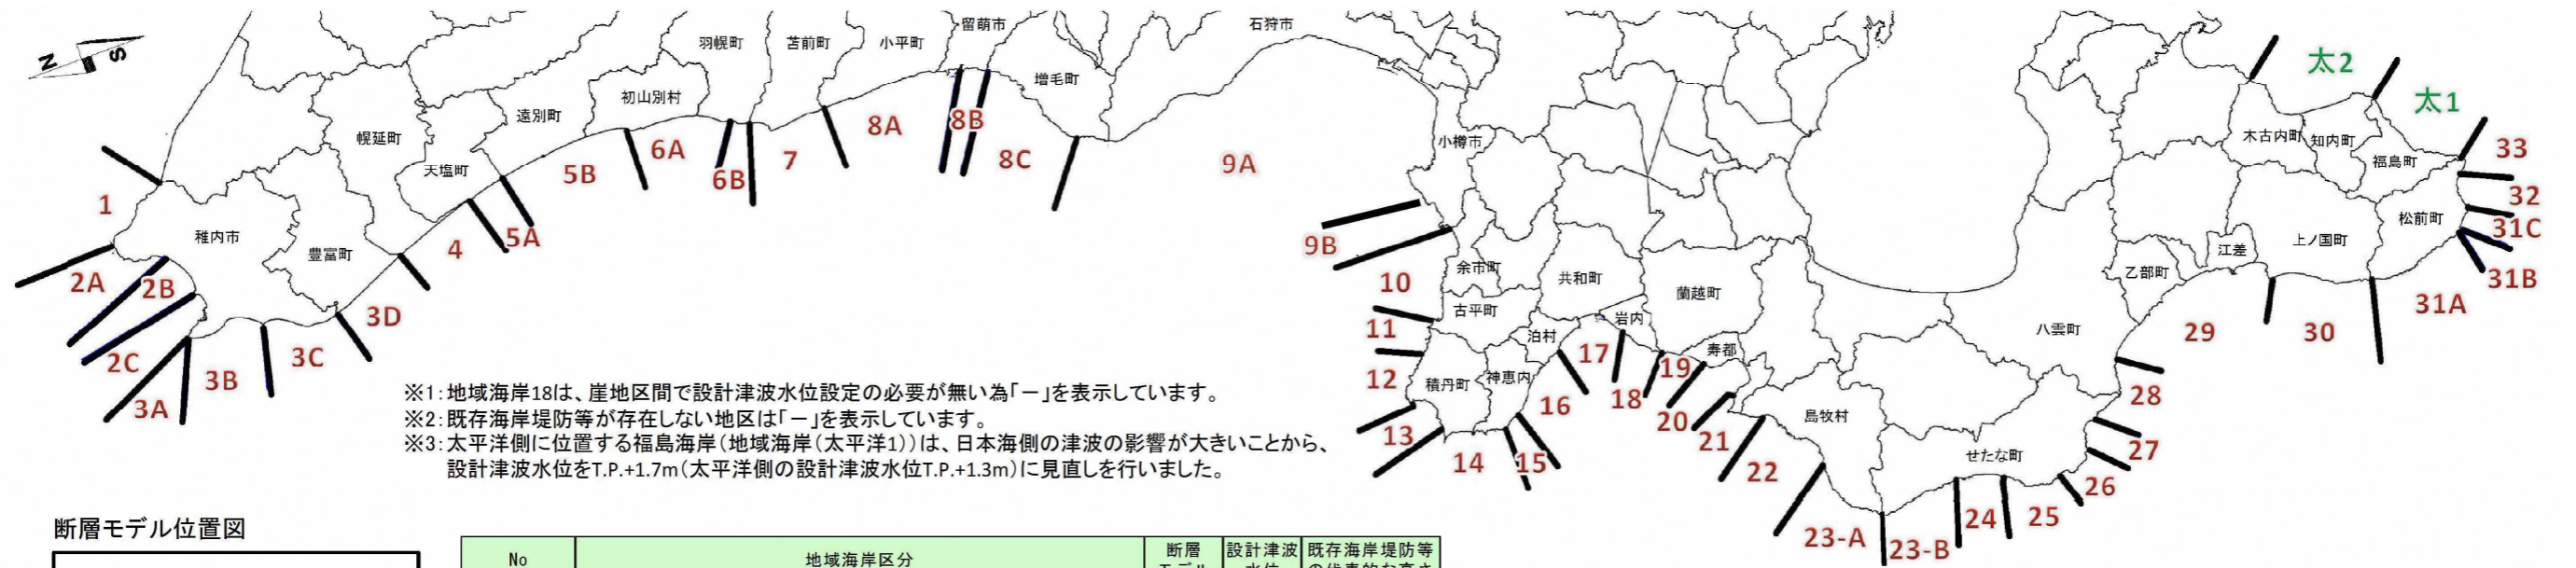 N
S
留萌市
石狩市
羽幌町
苫前町
小平町
増毛町
初山別村
遠別町
幌延町
天塩町
稚内市
豊富町
小樽市
余市町
古平町
共和町
蘭越町
泊村
岩内
積丹町
神恵内
寿都
島牧村
せたな町
八雲町
乙部町
江差
上ノ国町
木古内町
知内町
福島町
松前町
1
2A
2B
2C
3A
3B
3C
3D
4
5A
5B
6A
6B
7
8A
8B
8C
9A
9B
10
11
12
13
14
15
16
17
18
19
20
21
22
23-A
23-B
24
25
26
27
28
29
30
31A
31B
31C
32
33
太2
太1
※1:地域海岸18は、崖地区間で設計津波水位設定の必要が無い為「ー」を表示しています。
※2:既存海岸堤防等が存在しない地区は「ー」を表示しています。
※3:太平洋側に位置する福島海岸(地域海岸(太平洋1))は、日本海側の津波の影響が大きいことから、
設計津波水位をT.P.+1.7m(太平洋側の設計津波水位T.P.+1.3m)に見直しを行いました。
断層モデル位置図
No
地域海岸区分
断層
設計津波
既存海岸堤防等